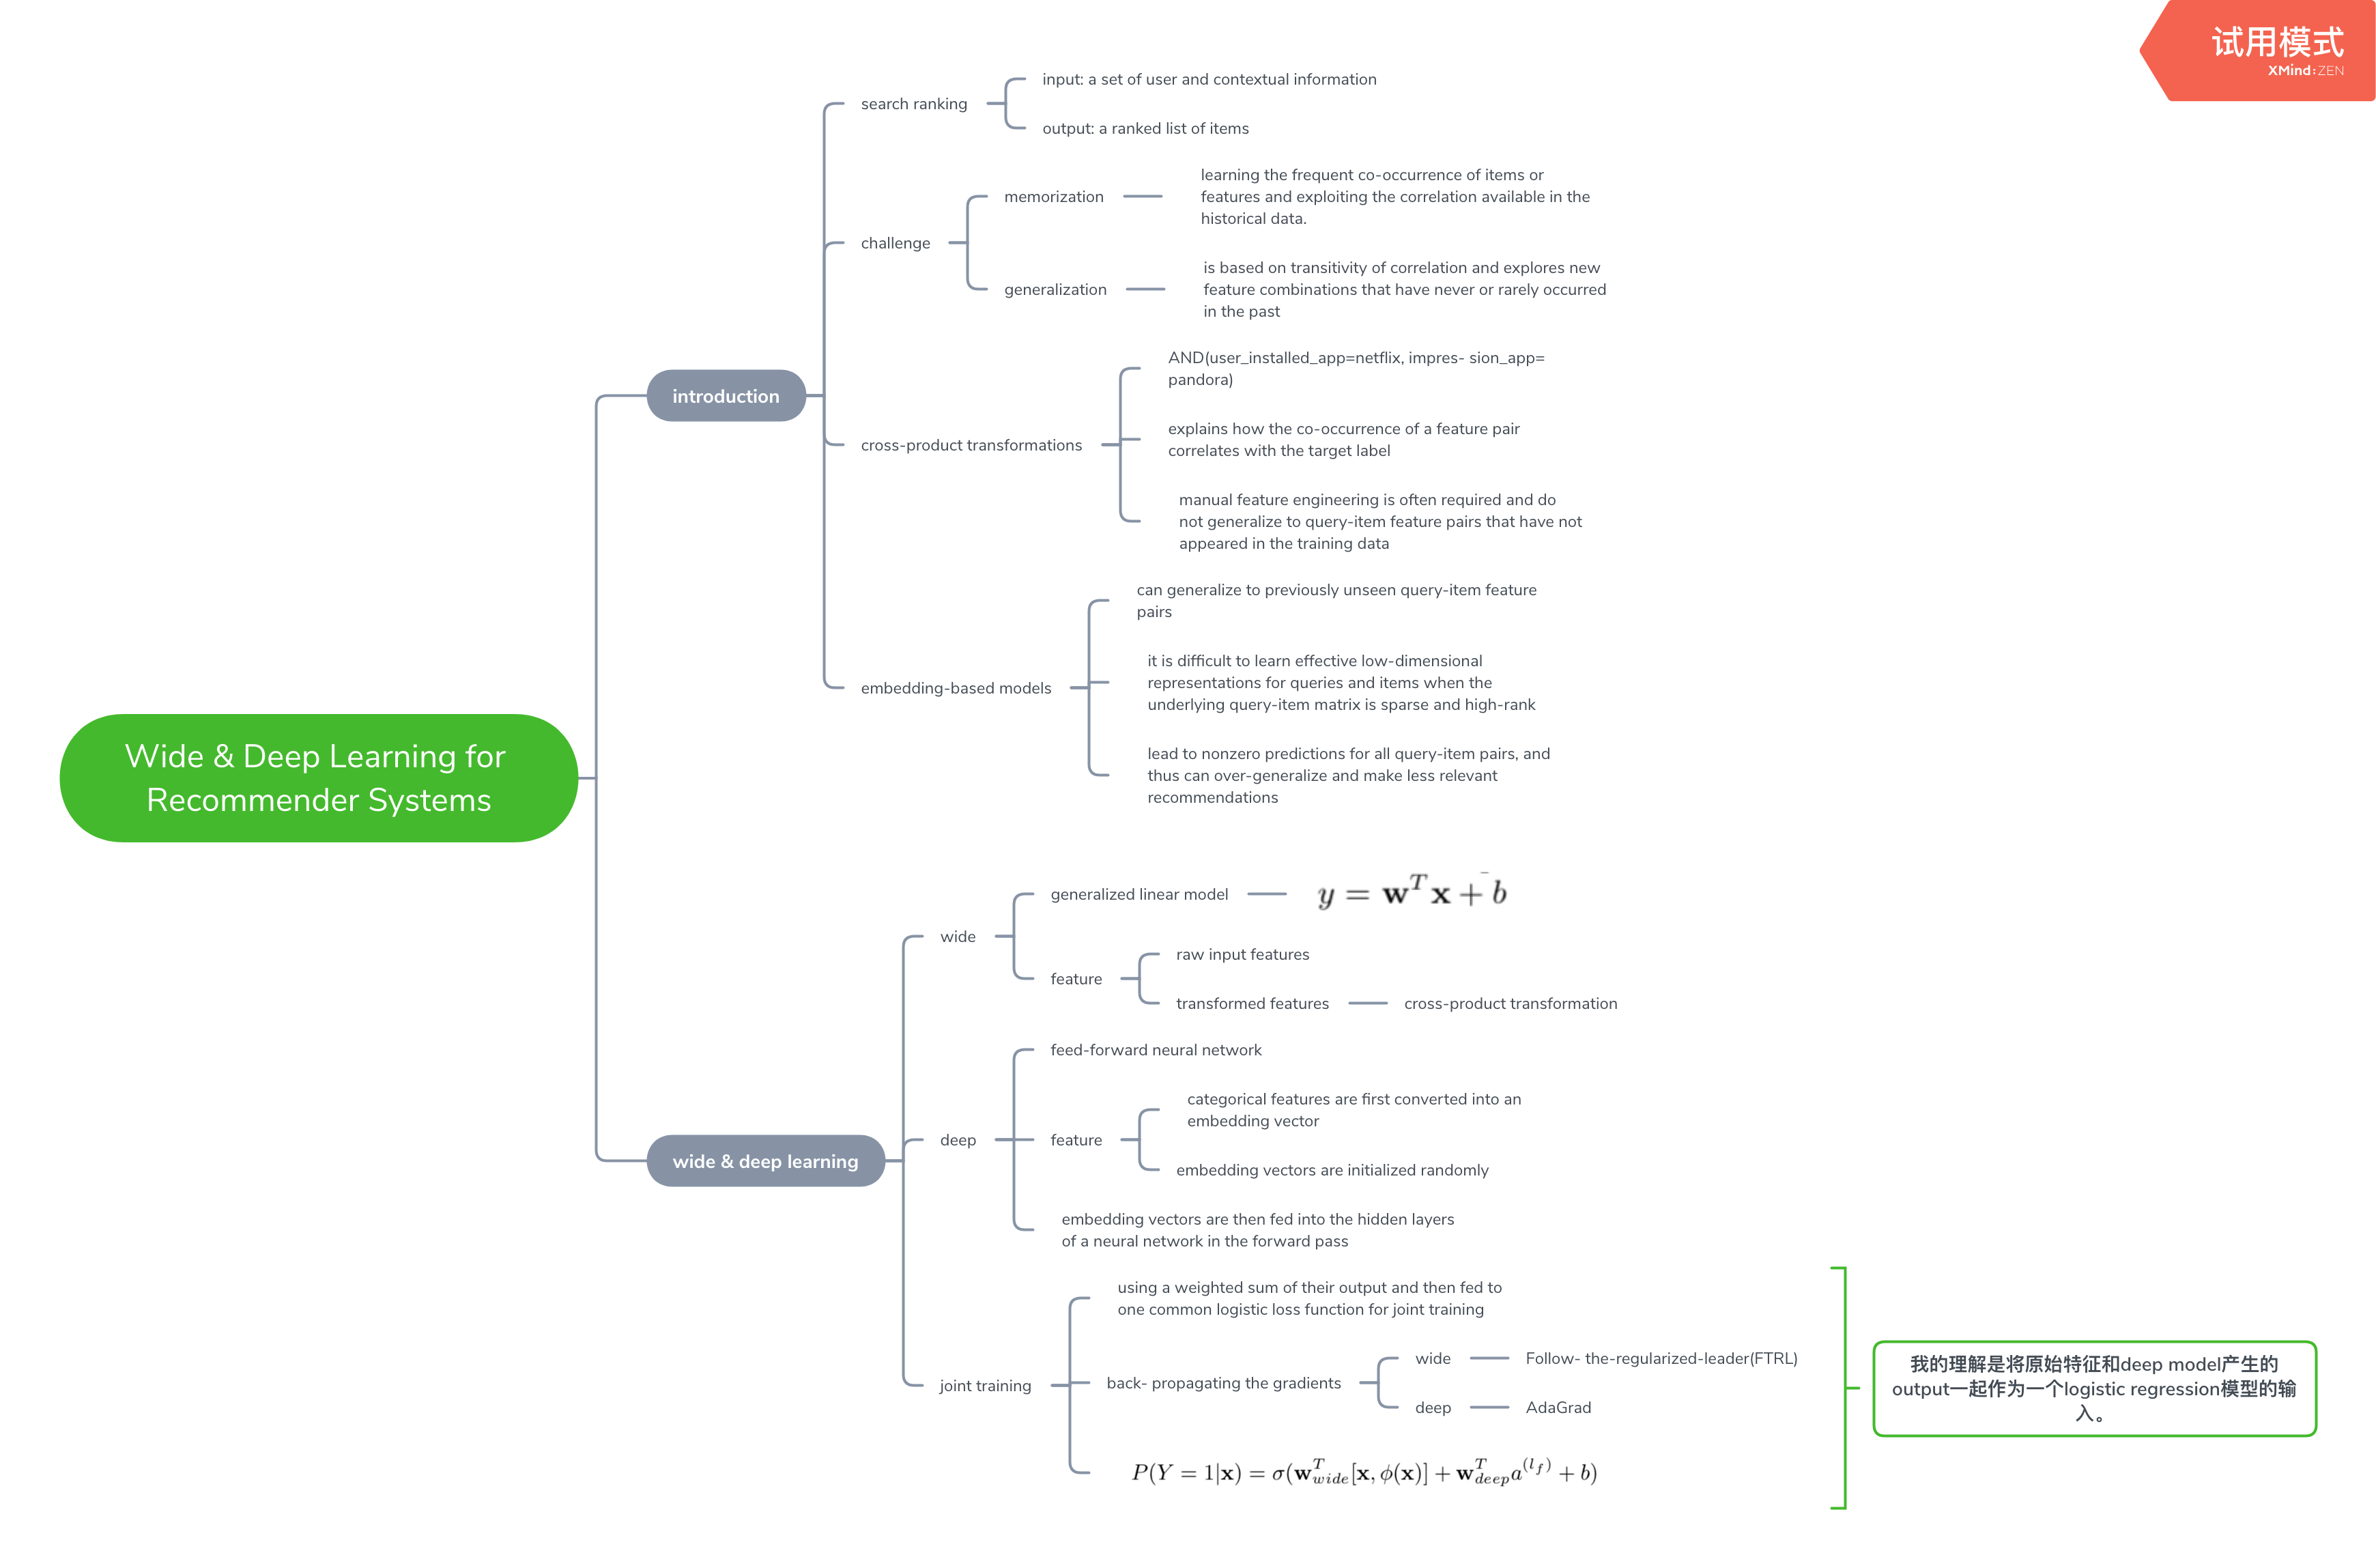 试用模式
XMind:ZEN
Wide & Deep Learning for
Recommender Systems
introduction
search ranking
input: a set of user and contextual information
output: a ranked list of items
challenge
memorization
learning the frequent co-occurrence of items or
features and exploiting the correlation available in the
historical data.
generalization
is based on transitivity of correlation and explores new
feature combinations that have never or rarely occurred
in the past
cross-product transformations
AND(user_installed_app=netflix, impres- sion_app=
pandora)
explains how the co-occurrence of a feature pair
correlates with the target label
manual feature engineering is often required and do
not generalize to query-item feature pairs that have not
appeared in the training data
embedding-based models
can generalize to previously unseen query-item feature
pairs
it is difficult to learn effective low-dimensional
representations for queries and items when the
underlying query-item matrix is sparse and high-rank
lead to nonzero predictions for all query-item pairs, and
thus can over-generalize and make less relevant
recommendations
wide & deep learning
wide
generalized linear model
y = w^T x + b
feature
raw input features
transformed features
cross-product transformation
deep
feed-forward neural network
feature
categorical features are first converted into an
embedding vector
embedding vectors are initialized randomly
embedding vectors are then fed into the hidden layers
of a neural network in the forward pass
joint training
using a weighted sum of their output and then fed to
one common logistic loss function for joint training
back- propagating the gradients
wide
Follow- the-regularized-leader(FTRL)
deep
AdaGrad
P(Y = 1|x) = σ(w_{wide}^T[x, φ(x)] + w_{deep}^T a^{(l_f)} + b)
我的理解是将原始特征和deep model产生的
output一起作为一个logistic regression模型的输
入。